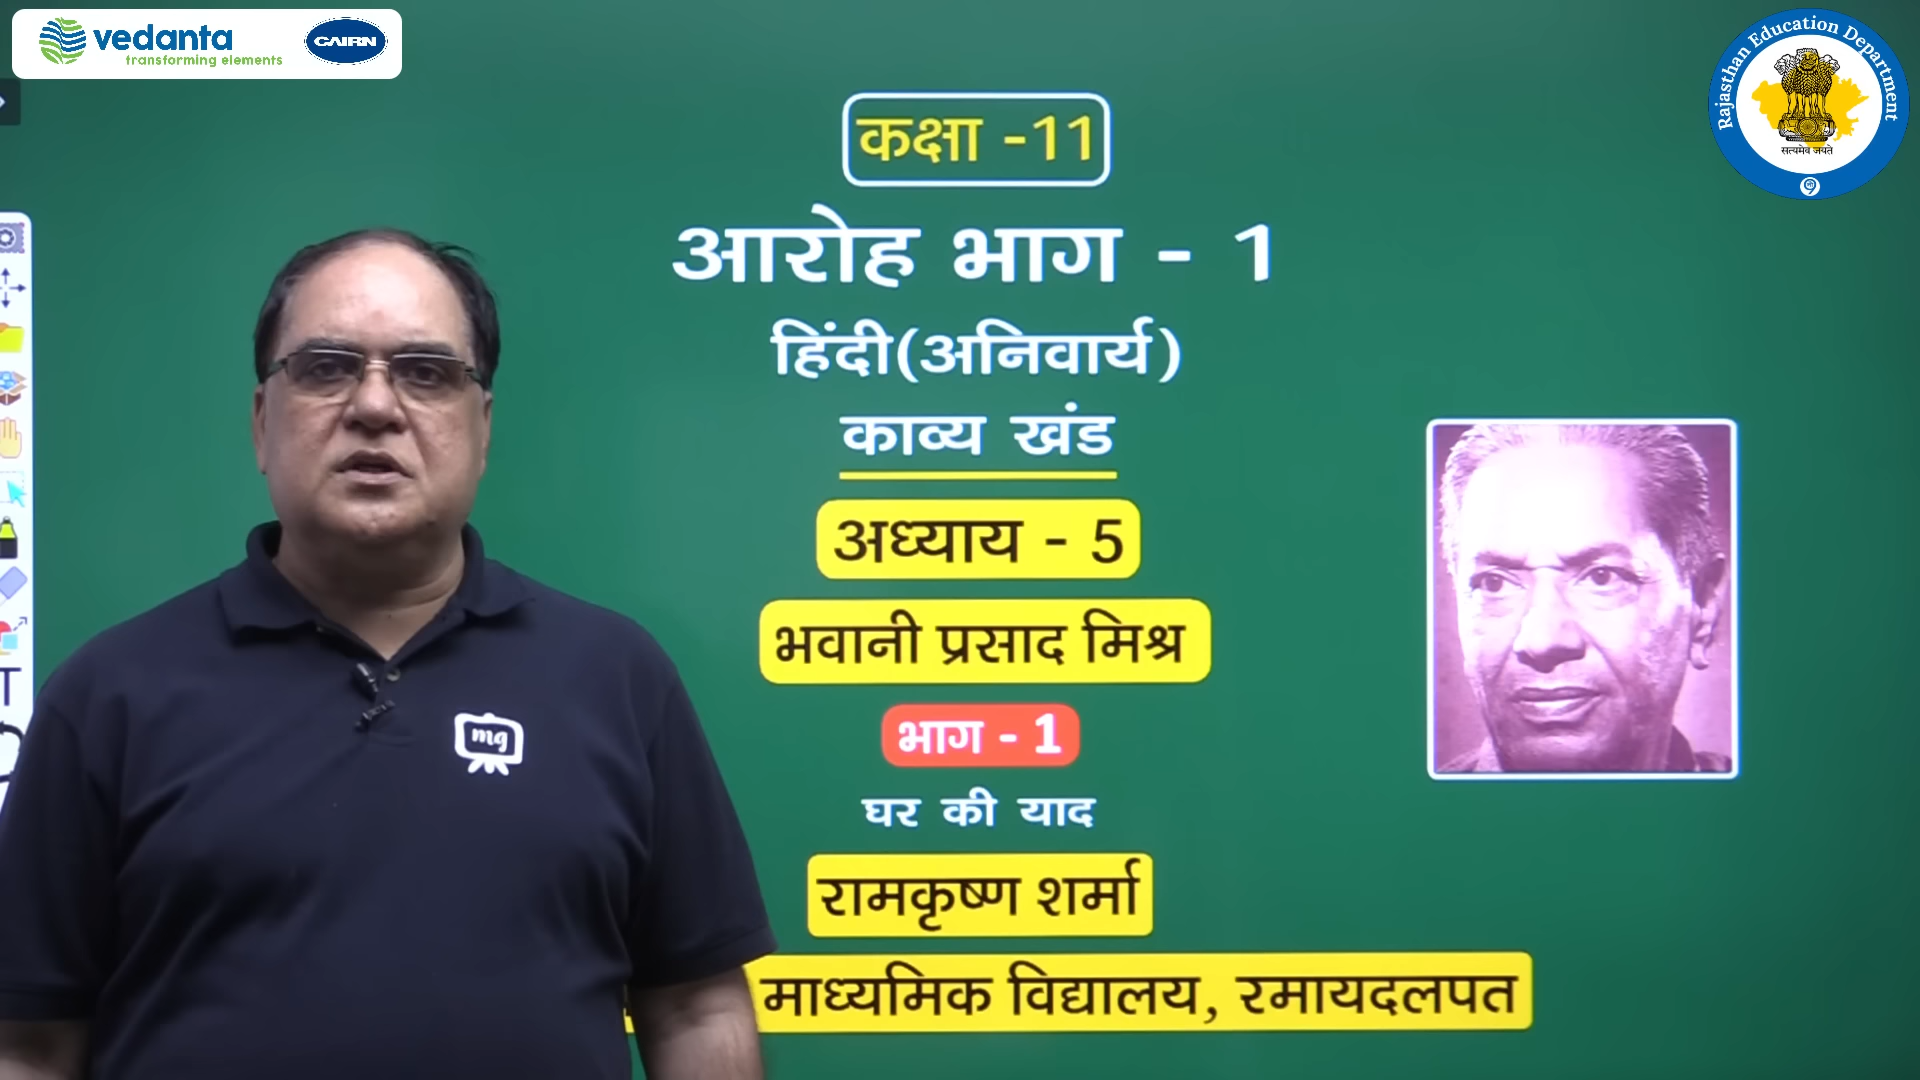 vedanta
transforming elements
CAIRN
Rajasthan Education Department
सत्यमेव जयते
कक्षा -11
आरोह भाग - 1
हिंदी(अनिवार्य)
काव्य खंड
अध्याय - 5
भवानी प्रसाद मिश्र
भाग - 1
घर की याद
रामकृष्ण शर्मा
माध्यमिक विद्यालय, रमायदलपत
mg
T